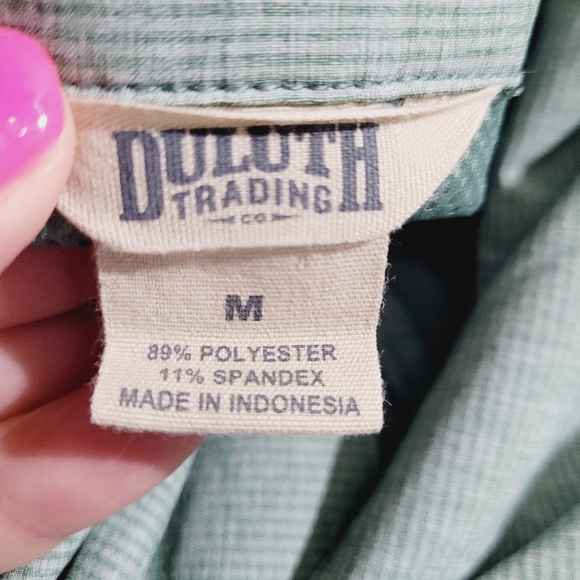 DULUTH
TRADING
CO
M
89% POLYESTER
11% SPANDEX
MADE IN INDONESIA